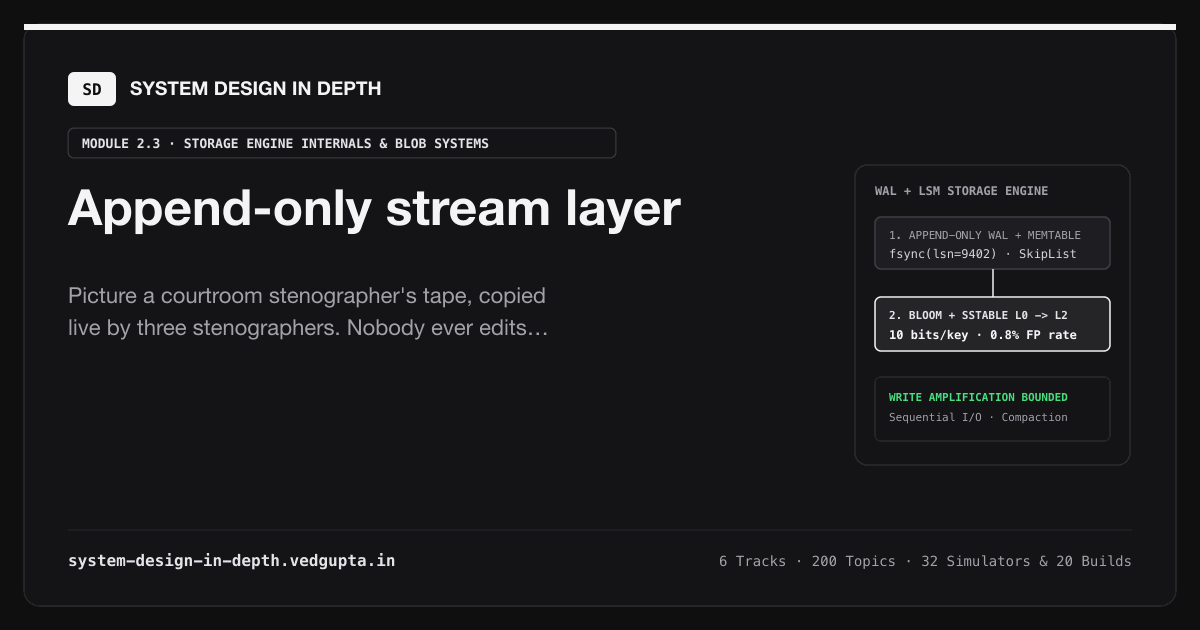 SD SYSTEM DESIGN IN DEPTH
MODULE 2.3 · STORAGE ENGINE INTERNALS & BLOB SYSTEMS
Append-only stream layer
Picture a courtroom stenographer's tape, copied
live by three stenographers. Nobody ever edits…
WAL + LSM STORAGE ENGINE
1. APPEND-ONLY WAL + MEMTABLE
fsync(lsn=9402) · SkipList
2. BLOOM + SSTABLE L0 -> L2
10 bits/key · 0.8% FP rate
WRITE AMPLIFICATION BOUNDED
Sequential I/O · Compaction
system-design-in-depth.vedgupta.in
6 Tracks · 200 Topics · 32 Simulators & 20 Builds